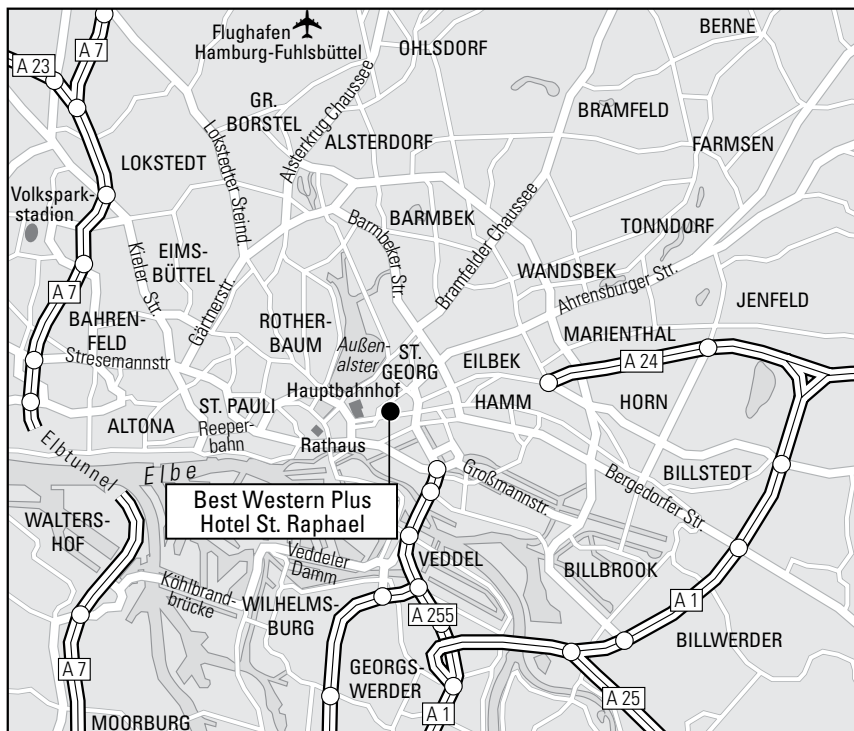 Flughafen
Hamburg-Fuhlsbüttel
OHLSDORF
BERNE
A 7
A 23
GR.
BORSTEL
Alsterkrug Chaussee
BRAMFELD
Lokstedter Steind.
ALSTERDORF
FARMSEN
LOKSTEDT
Volkspark-
stadion
BARMBEK
Barmbeker Str.
Bramfelder Chaussee
TONNDORF
EIMS-
BÜTTEL
Kieler Str.
WANDSBEK
Ahrensburger Str.
A 7
Gärtnerstr.
JENFELD
BAHREN-
FELD
ROTHER-
BAUM
Außen-
alster
MARIENTHAL
Stresemannstr
ST.
GEORG
EILBEK
A 24
Hauptbahnhof
ST. PAULI
HAMM
HORN
ALTONA
Reeper-
bahn
Rathaus
Elbtunnel
Elbe
Großmannstr.
BILLSTEDT
Bergedorfer Str.
Best Western Plus
Hotel St. Raphael
WALTERS-
HOF
Veddeler
Damm
VEDDEL
BILLBROOK
Köhlbrand-
brücke
WILHELMS-
BURG
A 255
A 1
BILLWERDER
A 7
GEORGS-
WERDER
A 25
A 1
MOORBURG